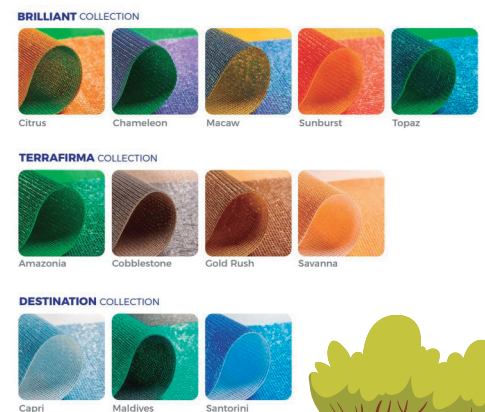 BRILLIANT COLLECTION
Citrus Chameleon Macaw Sunburst Topaz
TERRAFIRMA COLLECTION
Amazonia Cobblestone Gold Rush Savanna
DESTINATION COLLECTION
Capri Maldives Santorini